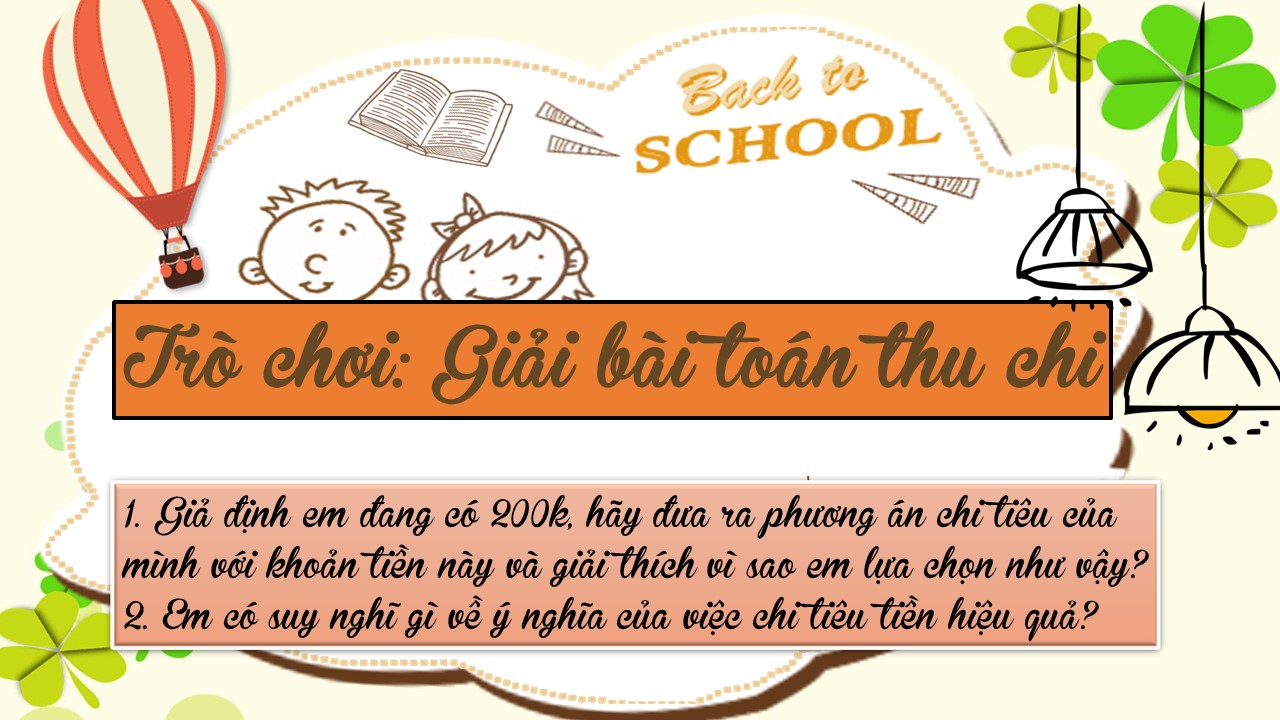 Back to
SCHOOL
Trò chơi: Giải bài toán thu chi
1. Giả định em đang có 200k, hãy đưa ra phương án chi tiêu của
mình với khoản tiền này và giải thích vì sao em lựa chọn như vậy?
2. Em có suy nghĩ gì về ý nghĩa của việc chi tiêu tiền hiệu quả?